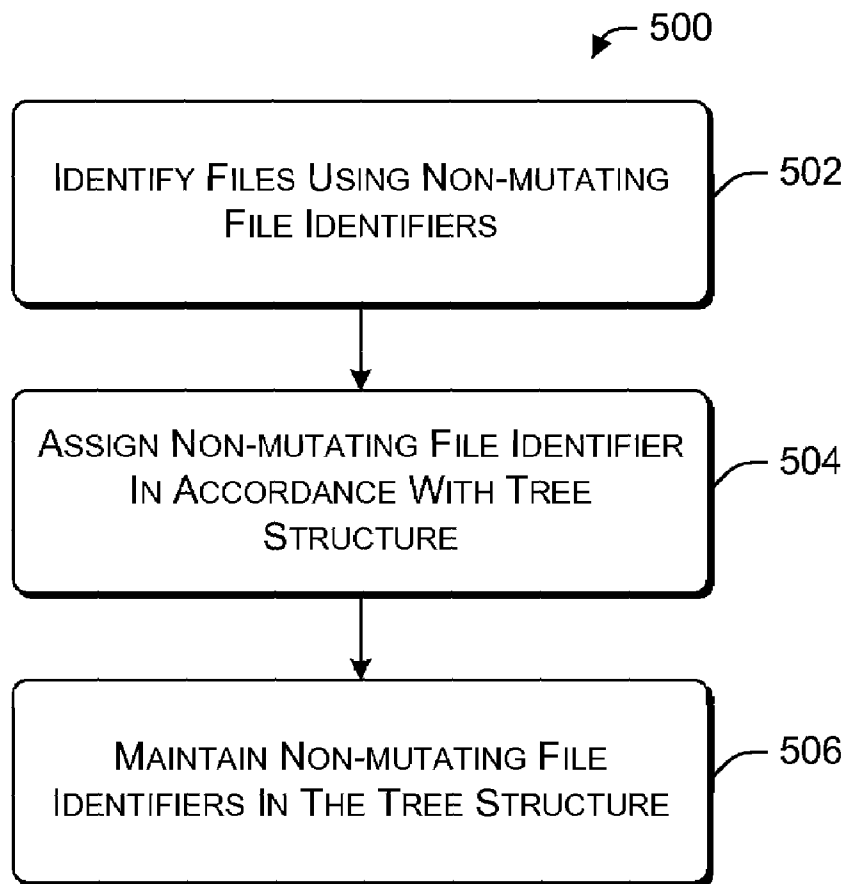 500
IDENTIFY FILES USING NON-MUTATING
FILE IDENTIFIERS
502
ASSIGN NON-MUTATING FILE IDENTIFIER
IN ACCORDANCE WITH TREE
STRUCTURE
504
MAINTAIN NON-MUTATING FILE
IDENTIFIERS IN THE TREE STRUCTURE
506